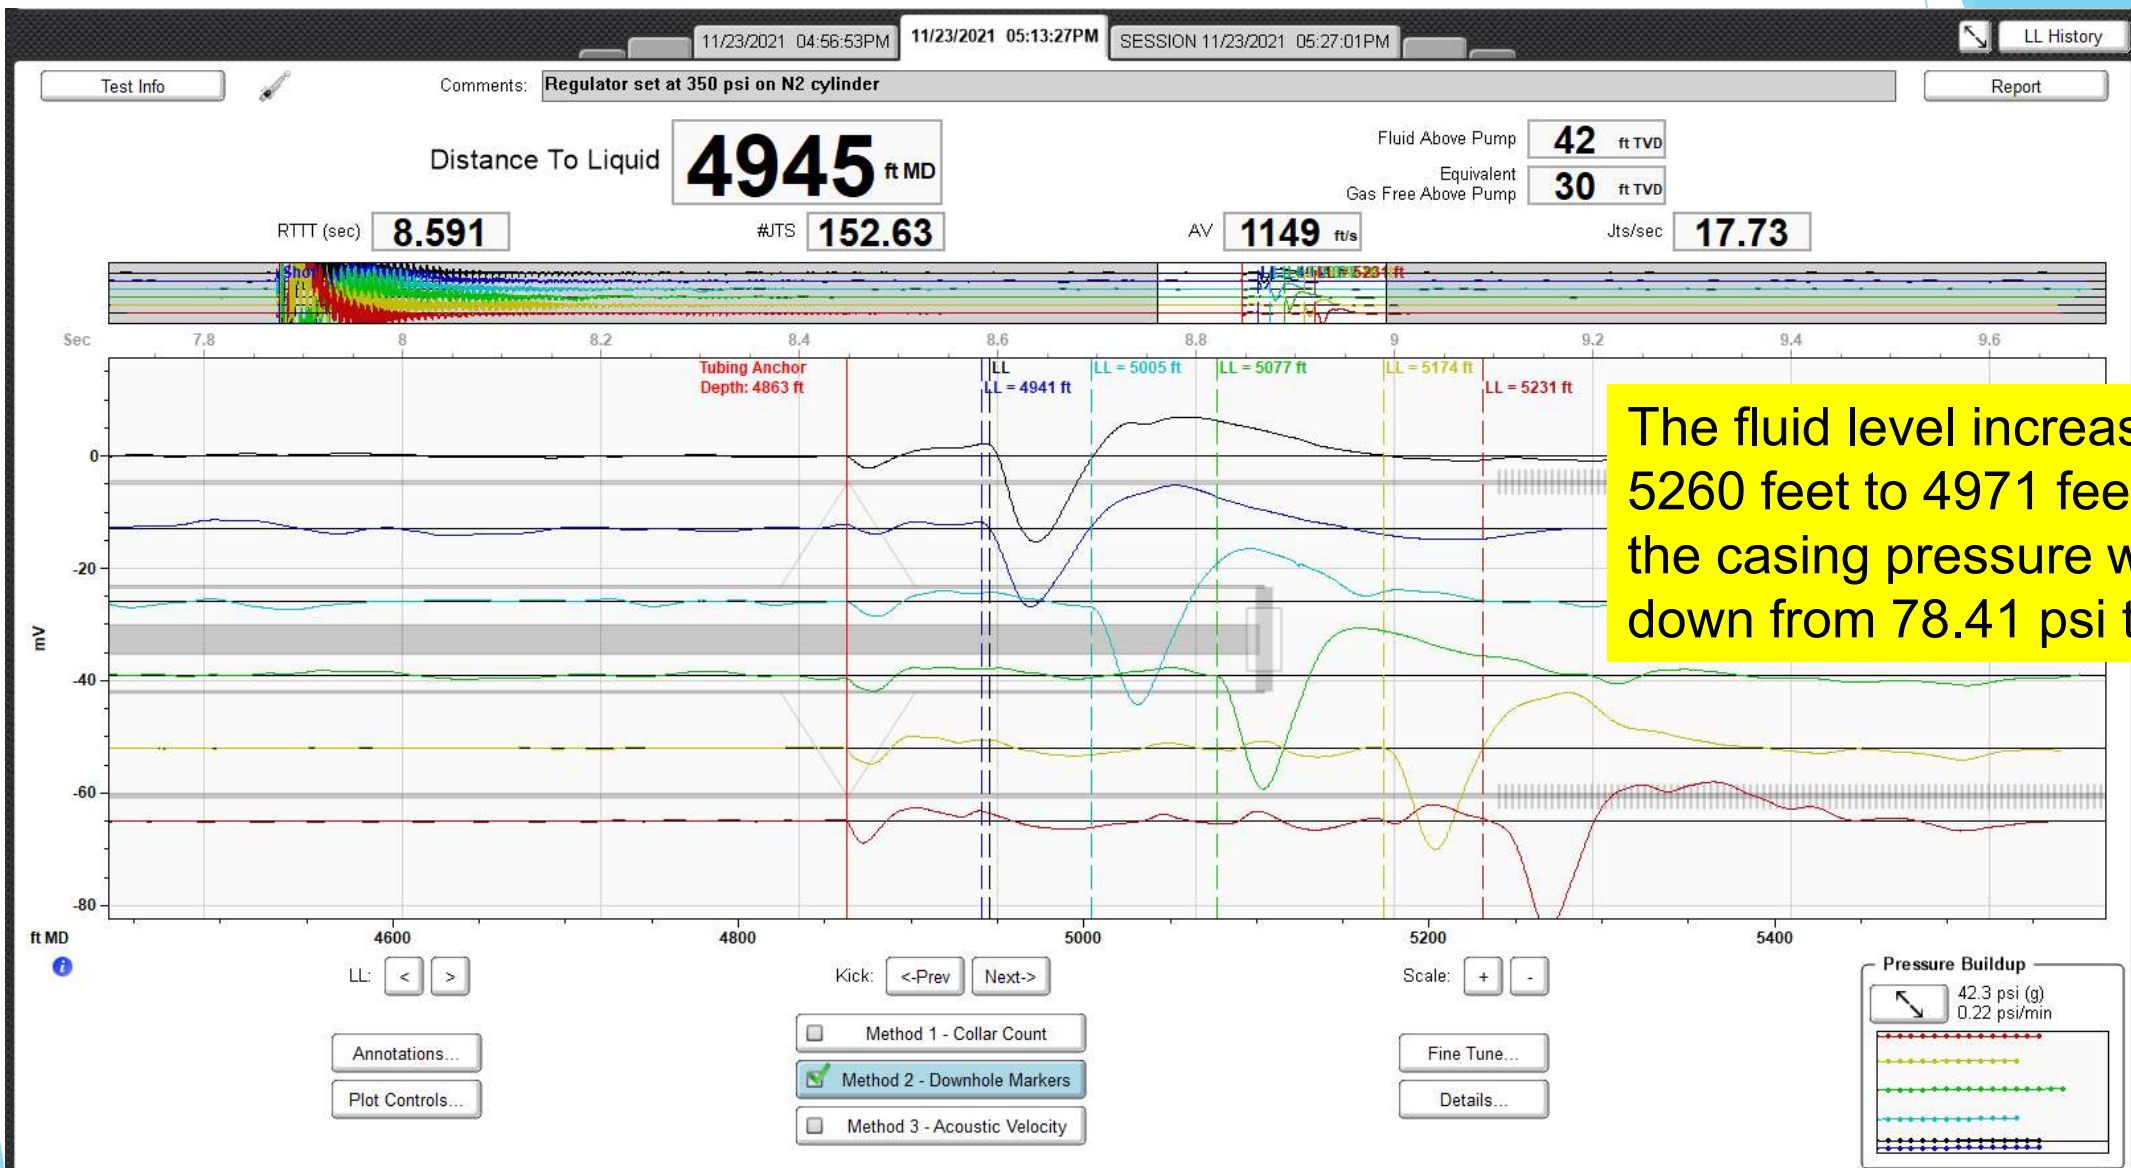 11/23/2021 04:56:53PM
11/23/2021 05:13:27PM
SESSION 11/23/2021 05:27:01PM
LL History
Test Info
Comments: Regulator set at 350 psi on N2 cylinder
Report
Distance To Liquid 4945 ft MD
Fluid Above Pump 42 ft TVD
Equivalent
Gas Free Above Pump 30 ft TVD
RTTT (sec) 8.591
#JTS 152.63
AV 1149 ft/s
Jts/sec 17.73
Shot
5231 ft
Sec 7.8 8 8.2 8.4 8.6 8.8 9 9.2 9.4 9.6
Tubing Anchor
Depth: 4863 ft
LL
LL = 4941 ft
LL = 5005 ft
LL = 5077 ft
LL = 5174 ft
LL = 5231 ft
The fluid level increas
5260 feet to 4971 fee
the casing pressure w
down from 78.41 psi t
mV
0
-20
-40
-60
-80
ft MD 4600 4800 5000 5200 5400
i
LL: < >
Kick: <-Prev Next->
Scale: + -
Annotations...
Plot Controls...
Method 1 - Collar Count
Method 2 - Downhole Markers
Method 3 - Acoustic Velocity
Fine Tune...
Details...
Pressure Buildup
42.3 psi (g)
0.22 psi/min